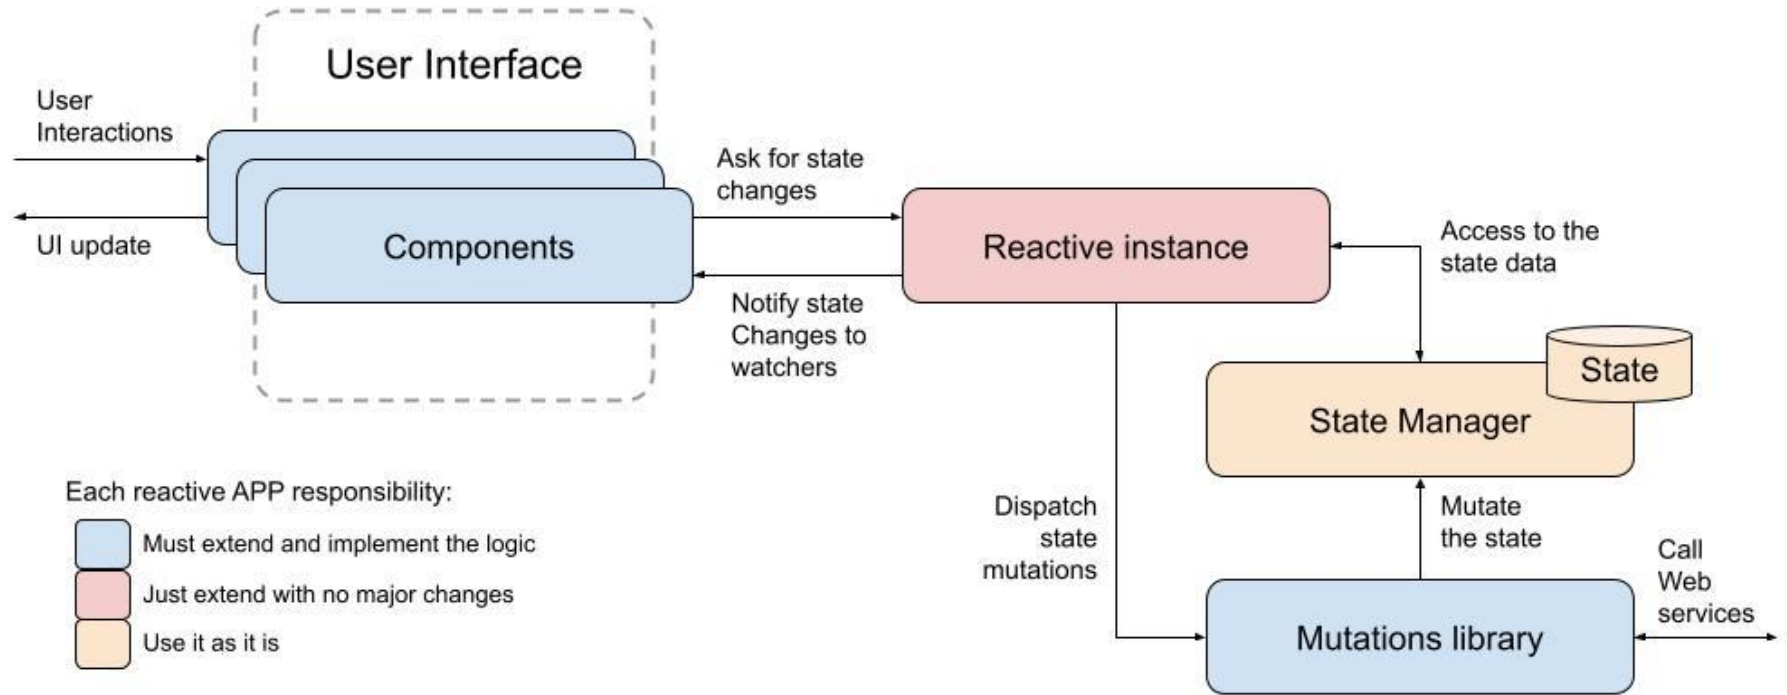 User Interface
User
Interactions
UI update
Components
Ask for state
changes
Notify state
Changes to
watchers
Reactive instance
Access to the
state data
State
State Manager
Dispatch
state
mutations
Mutate
the state
Call
Web
services
Mutations library
Each reactive APP responsibility:
Must extend and implement the logic
Just extend with no major changes
Use it as it is